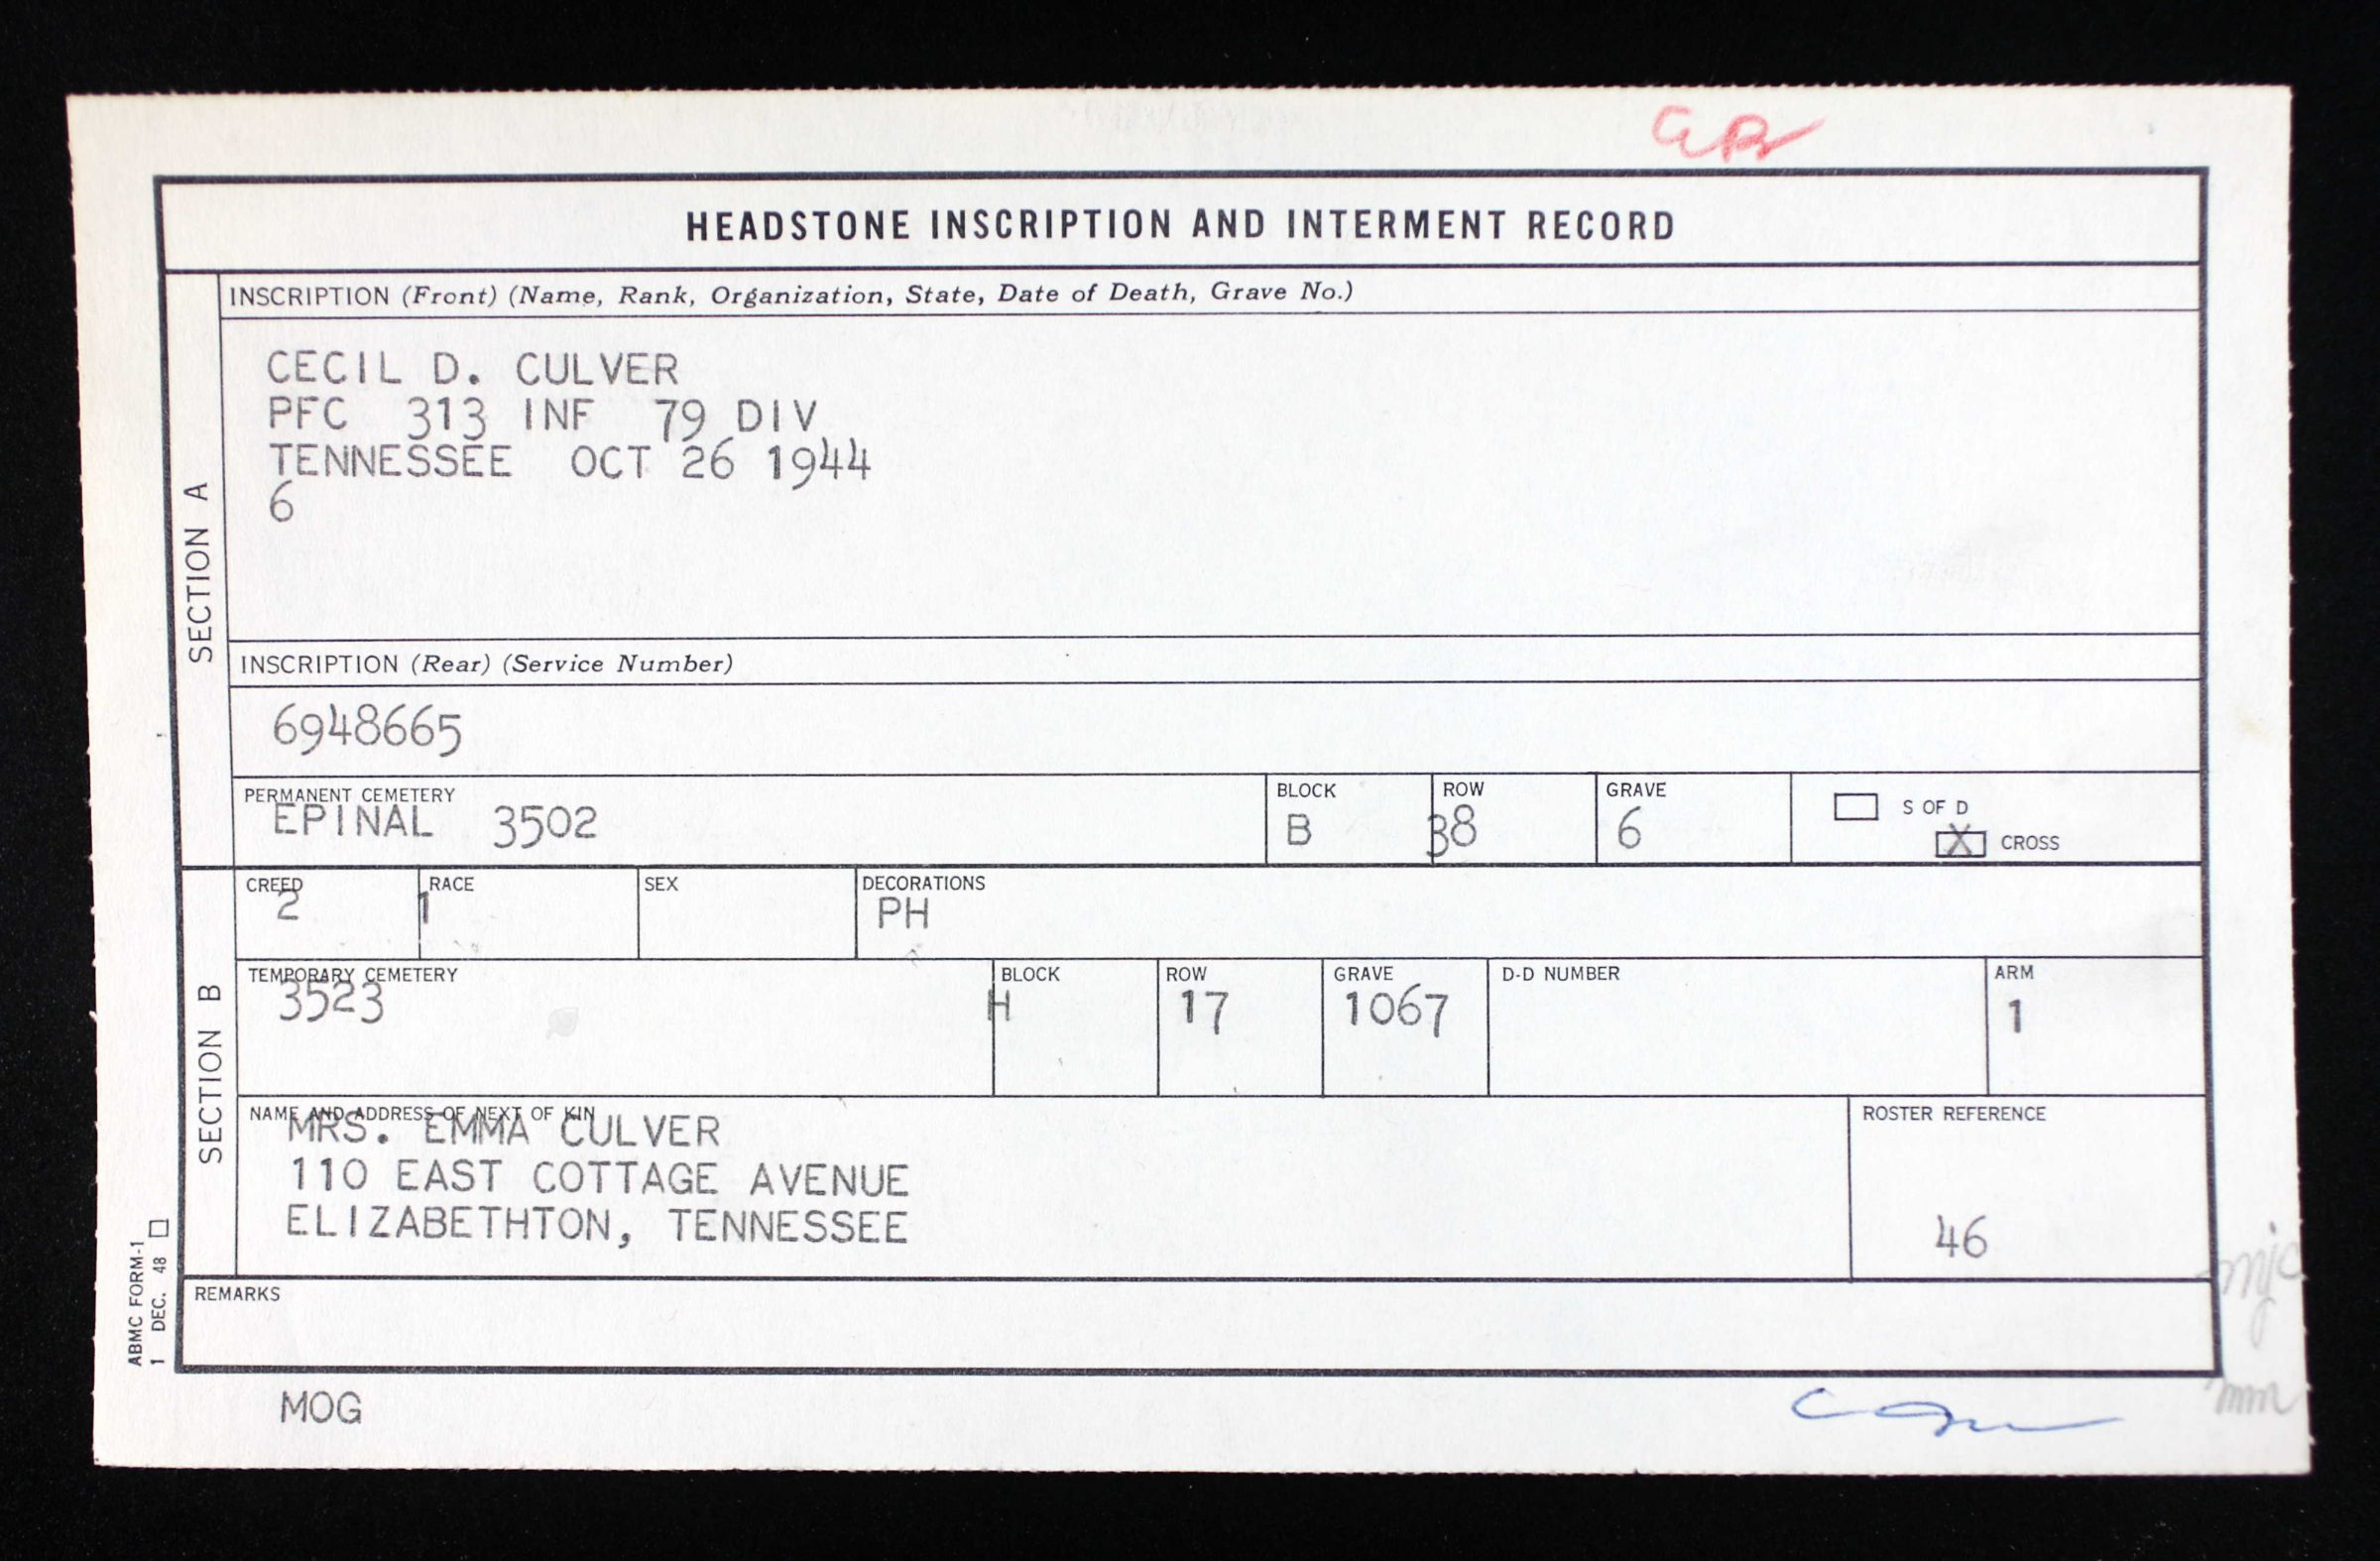 HEADSTONE INSCRIPTION AND INTERMENT RECORD
SECTION A
INSCRIPTION (Front) (Name, Rank, Organization, State, Date of Death, Grave No.)
CECIL D. CULVER
PFC 313 INF 79 DIV
TENNESSEE OCT 26 1944
6
INSCRIPTION (Rear) (Service Number)
6948665
PERMANENT CEMETERY BLOCK ROW GRAVE S OF D
EPINAL 3502 B 38 6 X CROSS
SECTION B
CREED RACE SEX DECORATIONS
2 1 PH
TEMPORARY CEMETERY BLOCK ROW GRAVE D-D NUMBER ARM
3523 H 17 1067 1
NAME AND ADDRESS OF NEXT OF KIN ROSTER REFERENCE
MRS. EMMA CULVER
110 EAST COTTAGE AVENUE
ELIZABETHTON, TENNESSEE 46
REMARKS
ABMC FORM-1
1 DEC. 48
MOG
mjc
mm